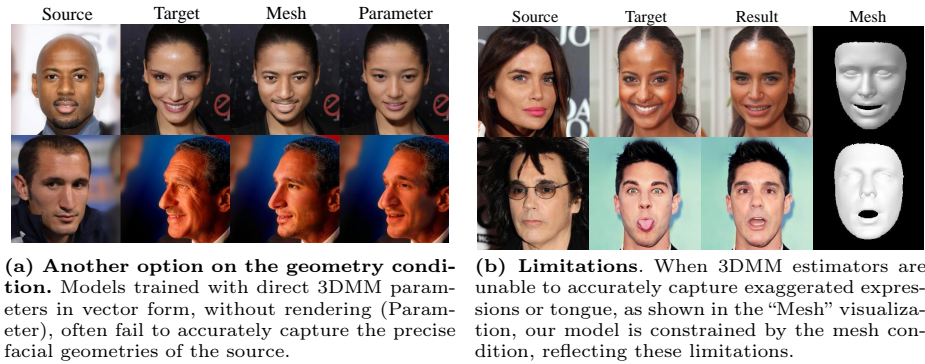 Source Target Mesh Parameter
(a) Another option on the geometry condi-
tion. Models trained with direct 3DMM param-
eters in vector form, without rendering (Param-
eter), often fail to accurately capture the precise
facial geometries of the source.
Source Target Result Mesh
(b) Limitations. When 3DMM estimators are
unable to accurately capture exaggerated expres-
sions or tongue, as shown in the “Mesh” visualiza-
tion, our model is constrained by the mesh con-
dition, reflecting these limitations.